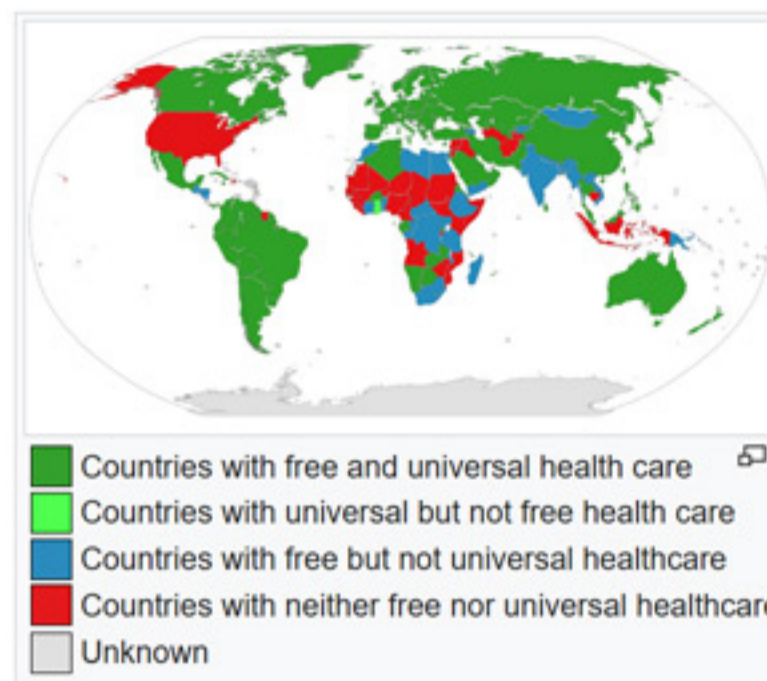 Countries with free and universal health care
Countries with universal but not free health care
Countries with free but not universal healthcare
Countries with neither free nor universal healthcare
Unknown